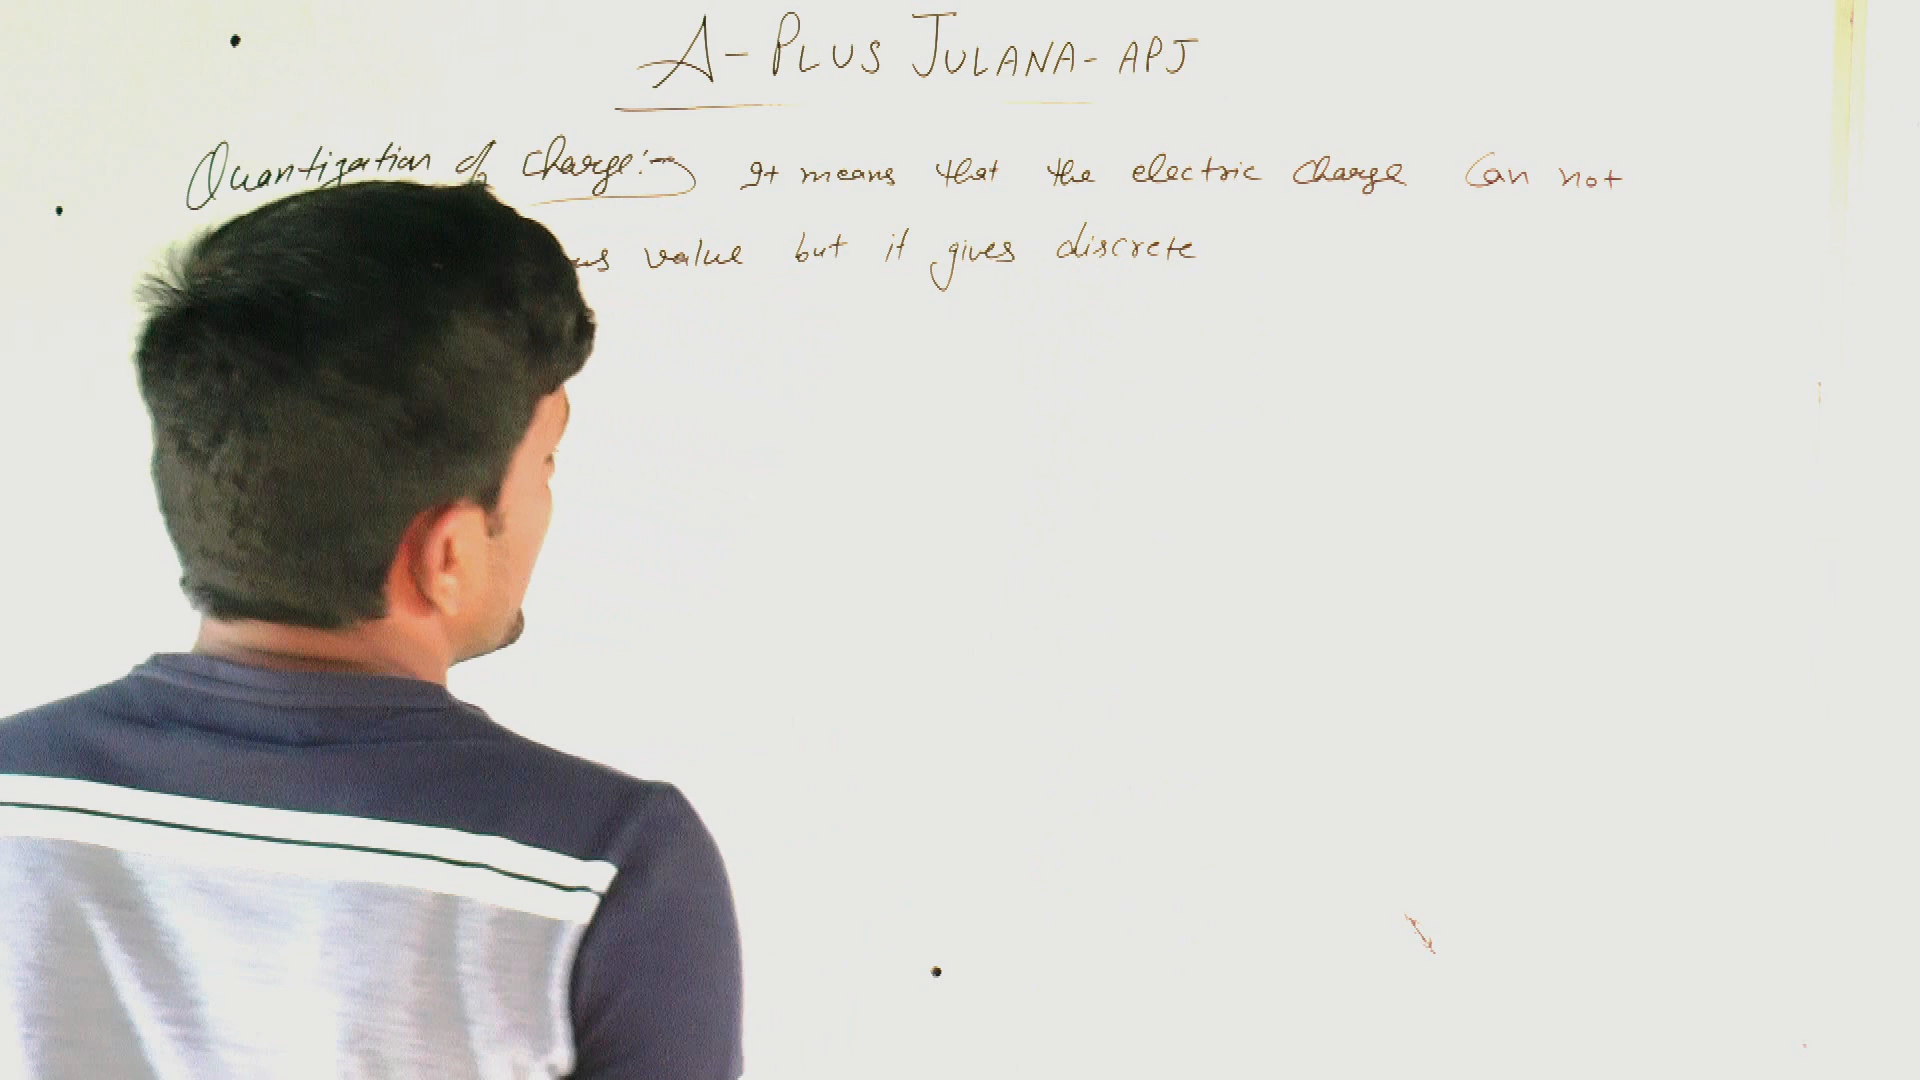 A-PLUS JULANA-APJ
Quantization of Charge:- It means that the electric charge Can not
value but it gives discrete